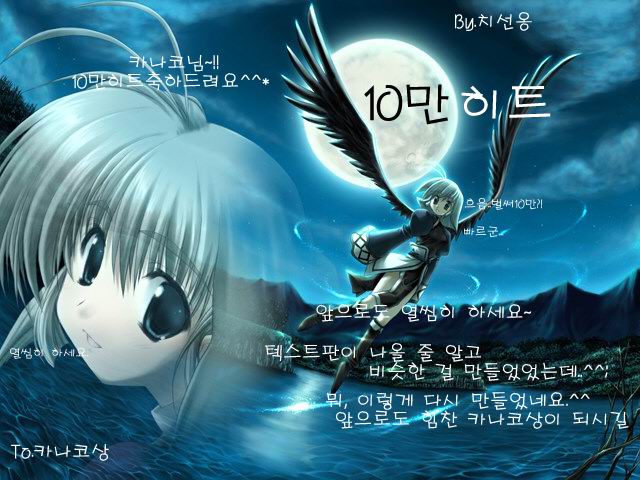 By.치선웅
카나코님~!!
10만히트축하드려요^^*
10만 히트
흐음..벌써10만?!
빠르군..
앞으로도 열씸히 하세요~
열씸히 하세요.
텍스트판이 나올 줄 알고
비슷한 걸 만들었었는데.^^;
뭐, 이렇게 다시 만들었네요.^^
앞으로도 힘찬 카나코상이 되시길
To.카나코상